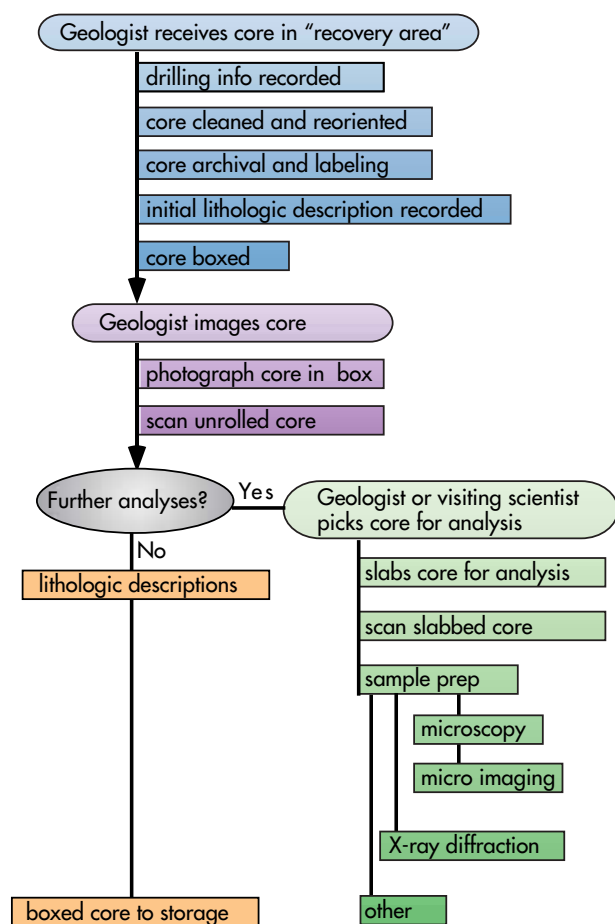 Geologist receives core in “recovery area”
drilling info recorded
core cleaned and reoriented
core archival and labeling
initial lithologic description recorded
core boxed
Geologist images core
photograph core in box
scan unrolled core
Further analyses?
Yes
Geologist or visiting scientist
picks core for analysis
No
lithologic descriptions
slabs core for analysis
scan slabbed core
sample prep
microscopy
micro imaging
X-ray diffraction
boxed core to storage
other